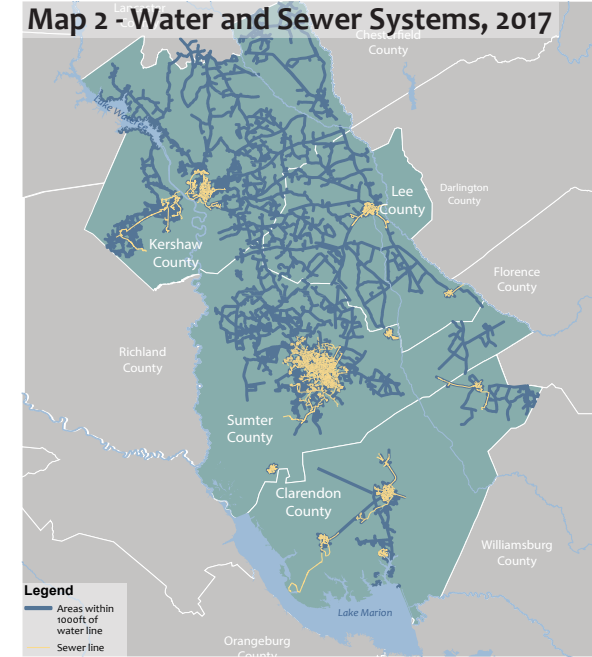 Map 2 - Water and Sewer Systems, 2017
Lancaster
Chesterfield
County
Lake Wateree
Lee
County
Darlington
County
Kershaw
County
Florence
County
Richland
County
Sumter
County
Clarendon
County
Williamsburg
County
Lake Marion
Orangeburg
County
Legend
Areas within
1000ft of
water line
Sewer line